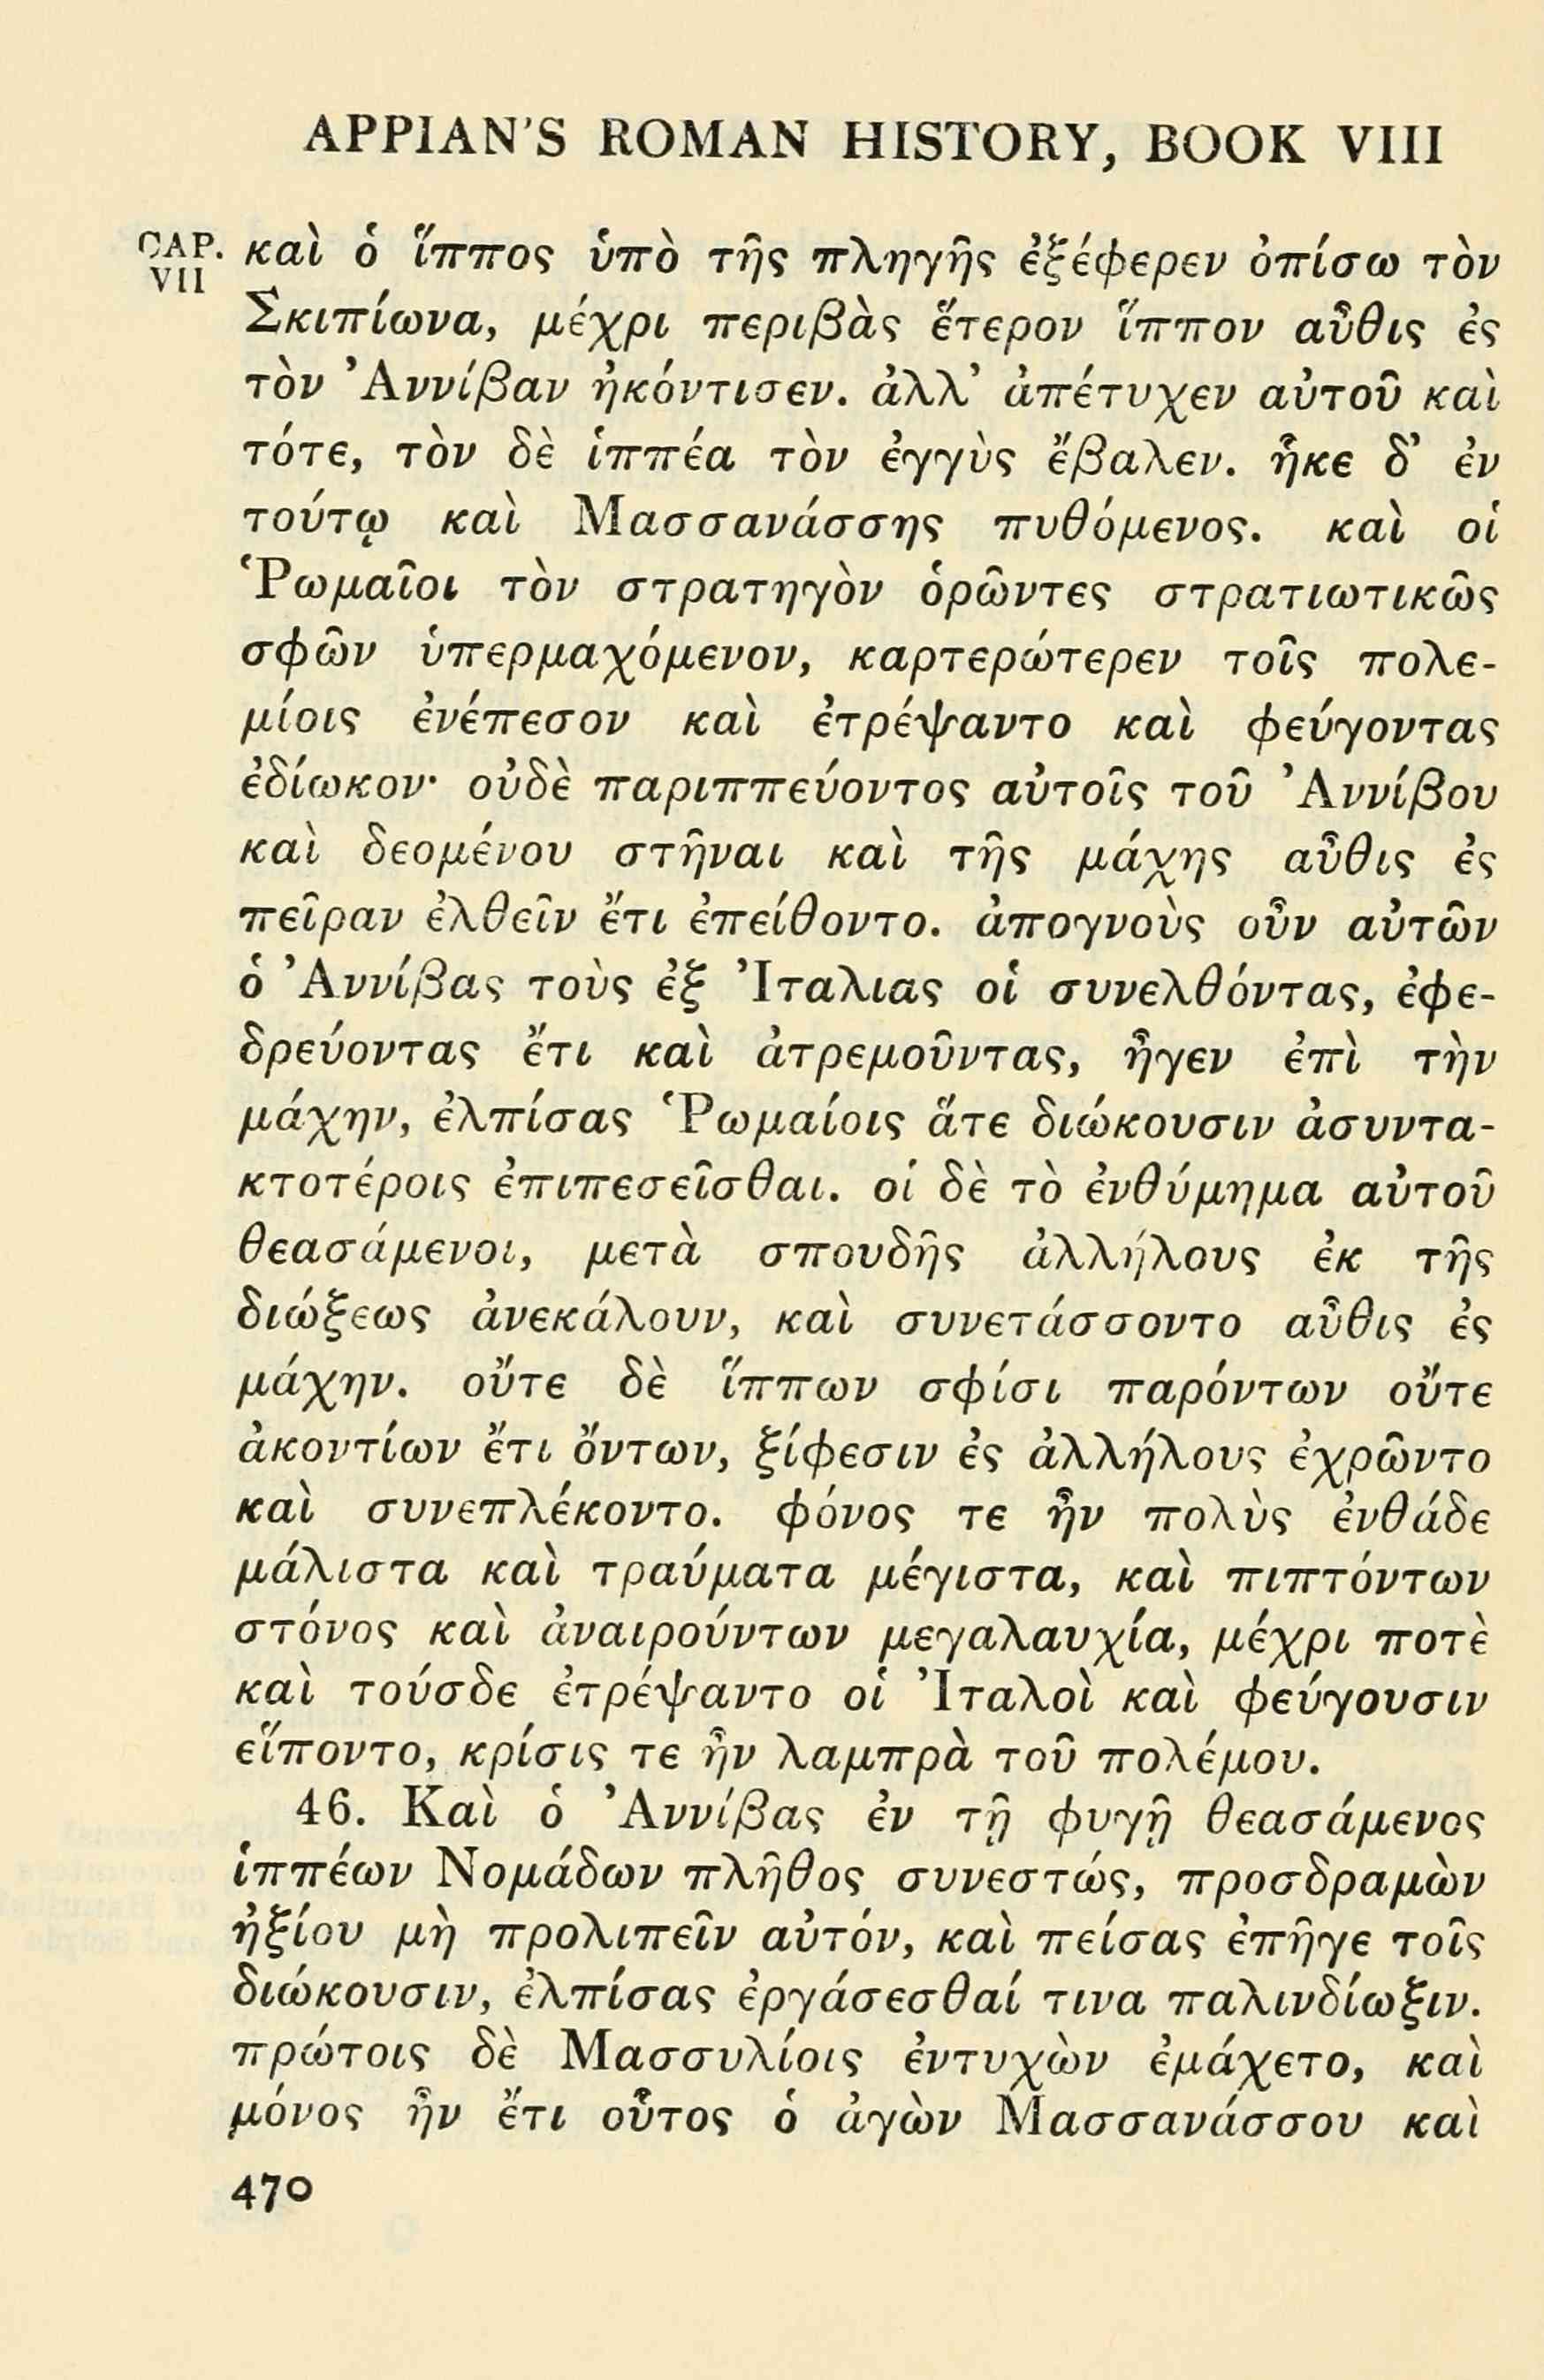 APPIAN'S ROMAN HISTORY, BOOK VIII
CAP. VII
καὶ ὁ ἵππος ὑπὸ τῆς πληγῆς ἐξέφερεν ὀπίσω τὸν
Σκιπίωνα, μέχρι περιβὰς ἕτερον ἵππον αὖθις ἐς
τὸν Ἀννίβαν ἠκόντισεν. ἀλλ' ἀπέτυχεν αὐτοῦ καὶ
τότε, τὸν δὲ ἱππέα τὸν ἐγγὺς ἔβαλεν. ἧκε δ' ἐν
τούτῳ καὶ Μασσανάσσης πυθόμενος. καὶ οἱ
Ῥωμαῖοι τὸν στρατηγὸν ὁρῶντες στρατιωτικῶς
σφῶν ὑπερμαχόμενον, καρτερώτερεν τοῖς πολε-
μίοις ἐνέπεσον καὶ ἐτρέψαντο καὶ φεύγοντας
ἐδίωκον· οὐδὲ παριππεύοντος αὐτοῖς τοῦ Ἀννίβου
καὶ δεομένου στῆναι καὶ τῆς μάχης αὖθις ἐς
πεῖραν ἐλθεῖν ἔτι ἐπείθοντο. ἀπογνοὺς οὖν αὐτῶν
ὁ Ἀννίβας τοὺς ἐξ Ἰταλιας οἱ συνελθόντας, ἐφε-
δρεύοντας ἔτι καὶ ἀτρεμοῦντας, ἦγεν ἐπὶ τὴν
μάχην, ἐλπίσας Ῥωμαίοις ἅτε διώκουσιν ἀσυντα-
κτοτέροις ἐπιπεσεῖσθαι. οἱ δὲ τὸ ἐνθύμημα αὐτοῦ
θεασάμενοι, μετὰ σπουδῆς ἀλλήλους ἐκ τῆς
διώξεως ἀνεκάλουν, καὶ συνετάσσοντο αὖθις ἐς
μάχην. οὔτε δὲ ἵππων σφίσι παρόντων οὔτε
ἀκοντίων ἔτι ὄντων, ξίφεσιν ἐς ἀλλήλους ἐχρῶντο
καὶ συνεπλέκοντο. φόνος τε ἦν πολὺς ἐνθάδε
μάλιστα καὶ τραύματα μέγιστα, καὶ πιπτόντων
στόνος καὶ ἀναιρούντων μεγαλαυχία, μέχρι ποτὲ
καὶ τούσδε ἐτρέψαντο οἱ Ἰταλοὶ καὶ φεύγουσιν
εἵποντο, κρίσις τε ἦν λαμπρὰ τοῦ πολέμου.
46. Καὶ ὁ Ἀννίβας ἐν τῇ φυγῇ θεασάμενος
ἱππέων Νομάδων πλῆθος συνεστώς, προσδραμὼν
ἠξίου μὴ προλιπεῖν αὐτόν, καὶ πείσας ἐπῆγε τοῖς
διώκουσιν, ἐλπίσας ἐργάσεσθαί τινα παλινδίωξιν.
πρώτοις δὲ Μασσυλίοις ἐντυχὼν ἐμάχετο, καὶ
μόνος ἦν ἔτι οὗτος ὁ ἀγὼν Μασσανάσσου καὶ
470